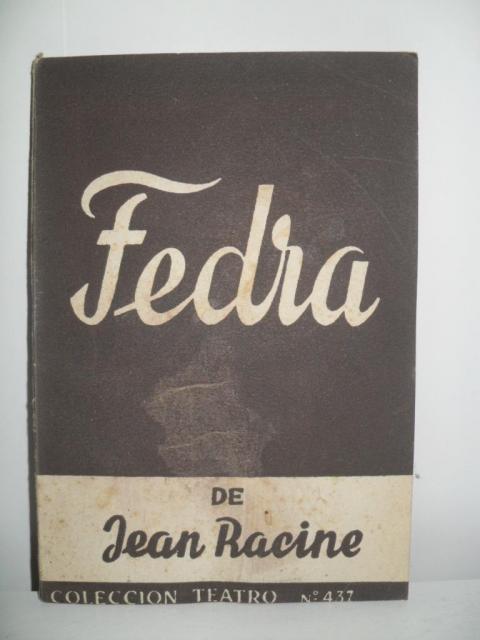 Fedra
DE
Jean Racine
COLECCION TEATRO Nº 437